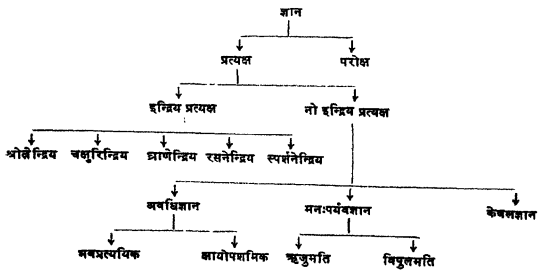 ज्ञान
प्रत्यक्ष परोक्ष
इन्द्रिय प्रत्यक्ष नो इन्द्रिय प्रत्यक्ष
श्रोत्रेन्द्रिय चक्षुरिन्द्रिय घ्राणेन्द्रिय रसनेन्द्रिय स्पर्शनेन्द्रिय
अवधिज्ञान मनःपर्यवज्ञान केवलज्ञान
भवप्रत्ययिक क्षायोपशमिक ऋजुमति विपुलमति